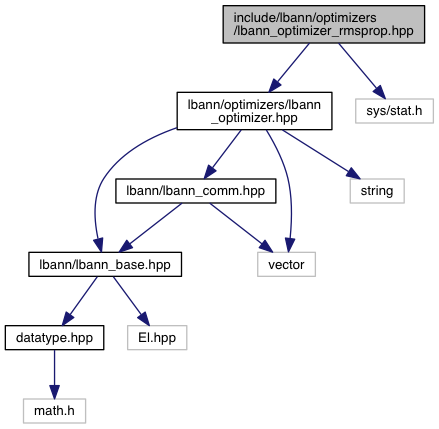 include/lbann/optimizers
/lbann_optimizer_rmsprop.hpp
lbann/optimizers/lbann
_optimizer.hpp
sys/stat.h
lbann/lbann_comm.hpp
string
lbann/lbann_base.hpp
vector
datatype.hpp
El.hpp
math.h